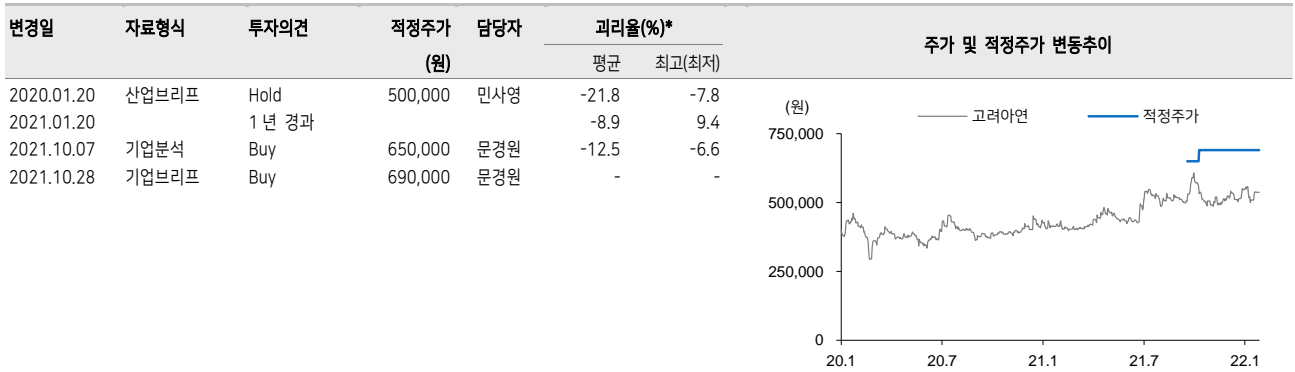 변경일 자료형식 투자의견 적정주가 담당자 괴리율(%)* 주가 및 적정주가 변동추이
(원) 평균 최고(최저)
2020.01.20 산업브리프 Hold 500,000 민사영 -21.8 -7.8
2021.01.20 1년 경과 -8.9 9.4
2021.10.07 기업분석 Buy 650,000 문경원 -12.5 -6.6
2021.10.28 기업브리프 Buy 690,000 문경원 - -
(원) 고려아연 적정주가
750,000
500,000
250,000
0
20.1 20.7 21.1 21.7 22.1